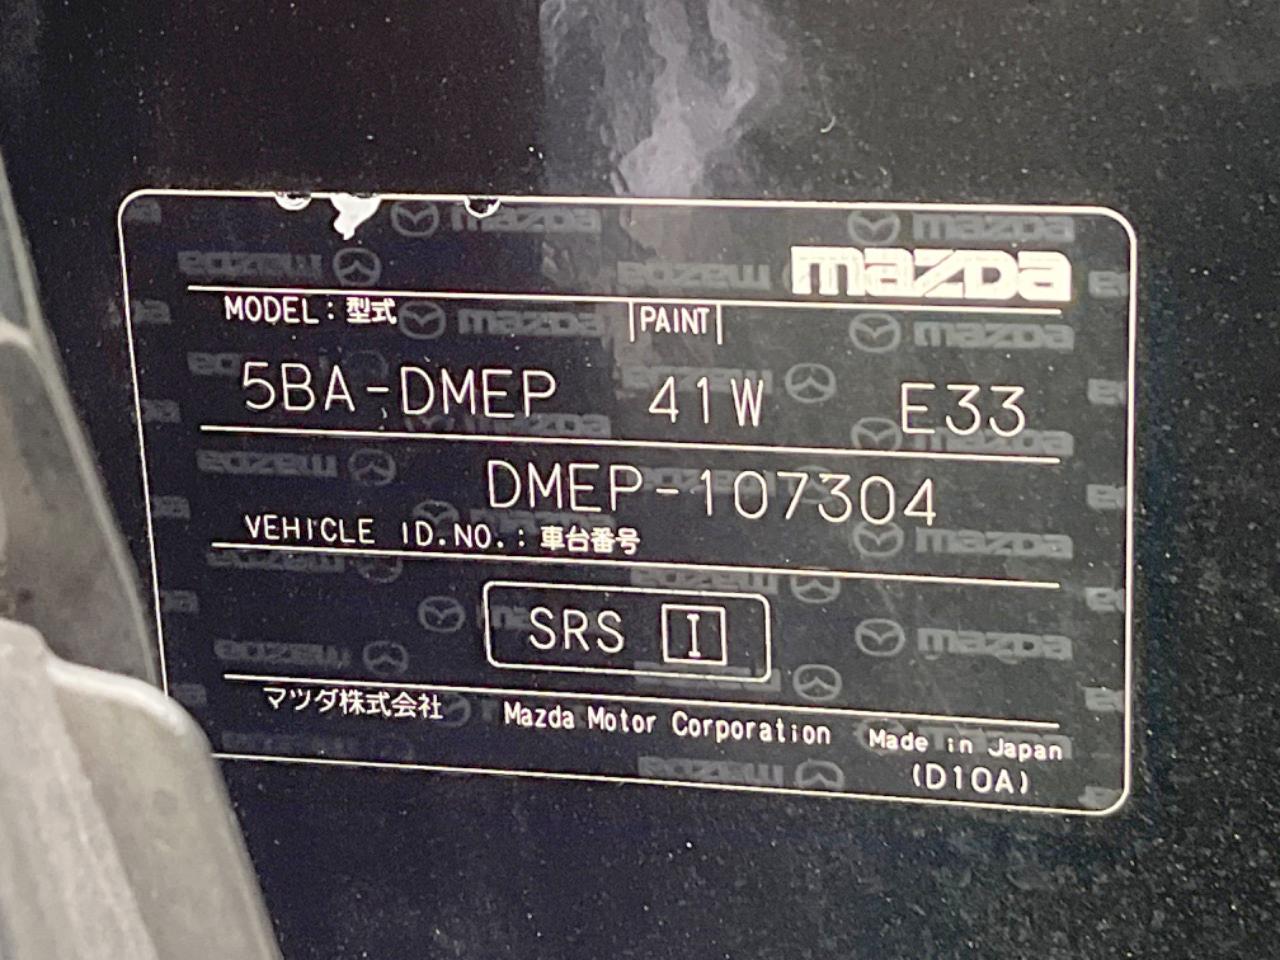 mazda
MODEL : 型式 PAINT
5BA-DMEP 41W E33
DMEP-107304
VEHICLE ID.NO. : 車台番号
SRS I
マツダ株式会社 Mazda Motor Corporation Made in Japan
(D10A)